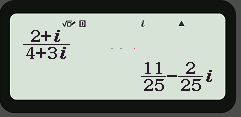 √▯ D i ▲
2+i
4+3i
11/25 - 2/25 i